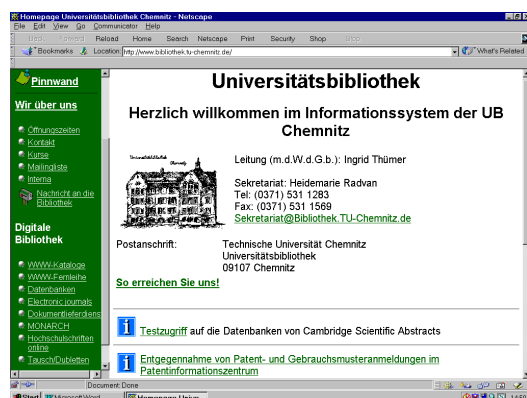 Homepage Universitätsbibliothek Chemnitz - Netscape
File Edit View Go Communicator Help
Back Forward Reload Home Search Netscape Print Security Shop Stop
Bookmarks Location: http://www.bibliothek.tu-chemnitz.de/ What's Related
Pinnwand
Wir über uns
Öffnungszeiten
Kontakt
Kurse
Mailingliste
Interna
Nachricht an die
Bibliothek
Digitale
Bibliothek
WWW-Kataloge
WWW-Fernleihe
Datenbanken
Electronic journals
Dokumentlieferdiens
MONARCH
Hochschulschriften
online
Tausch/Dubletten
Universitätsbibliothek
Herzlich willkommen im Informationssystem der UB
Chemnitz
Universitätsbibliothek Chemnitz
Leitung (m.d.W.d.G.b.): Ingrid Thümer
Sekretariat: Heidemarie Radvan
Tel: (0371) 531 1283
Fax: (0371) 531 1569
Sekretariat@Bibliothek.TU-Chemnitz.de
Postanschrift: Technische Universität Chemnitz
Universitätsbibliothek
09107 Chemnitz
So erreichen Sie uns!
Testzugriff auf die Datenbanken von Cambridge Scientific Abstracts
Entgegennahme von Patent- und Gebrauchsmusteranmeldungen im
Patentinformationszentrum
Document: Done
Start Microsoft Word Homepage Unive...